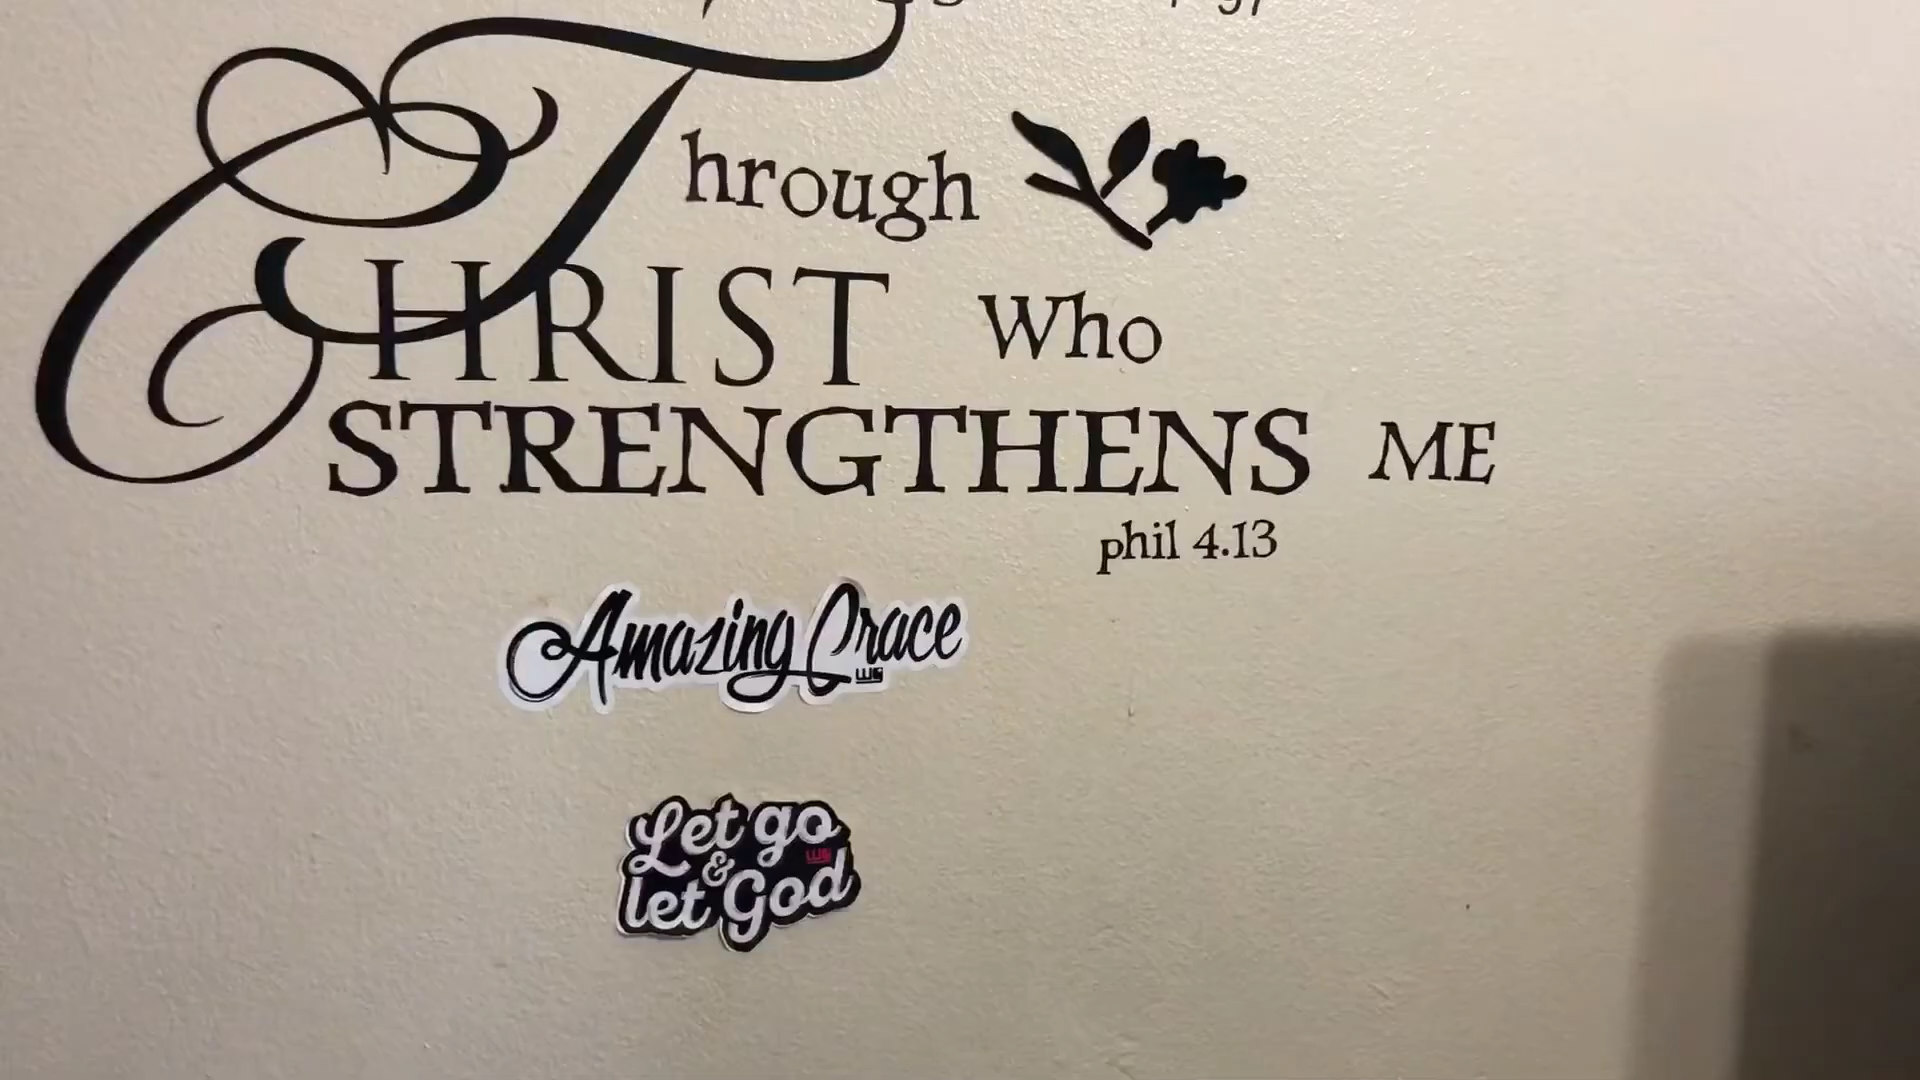 Through
CHRIST Who
STRENGTHENS ME
phil 4.13
Amazing Grace
Let go
&
let God